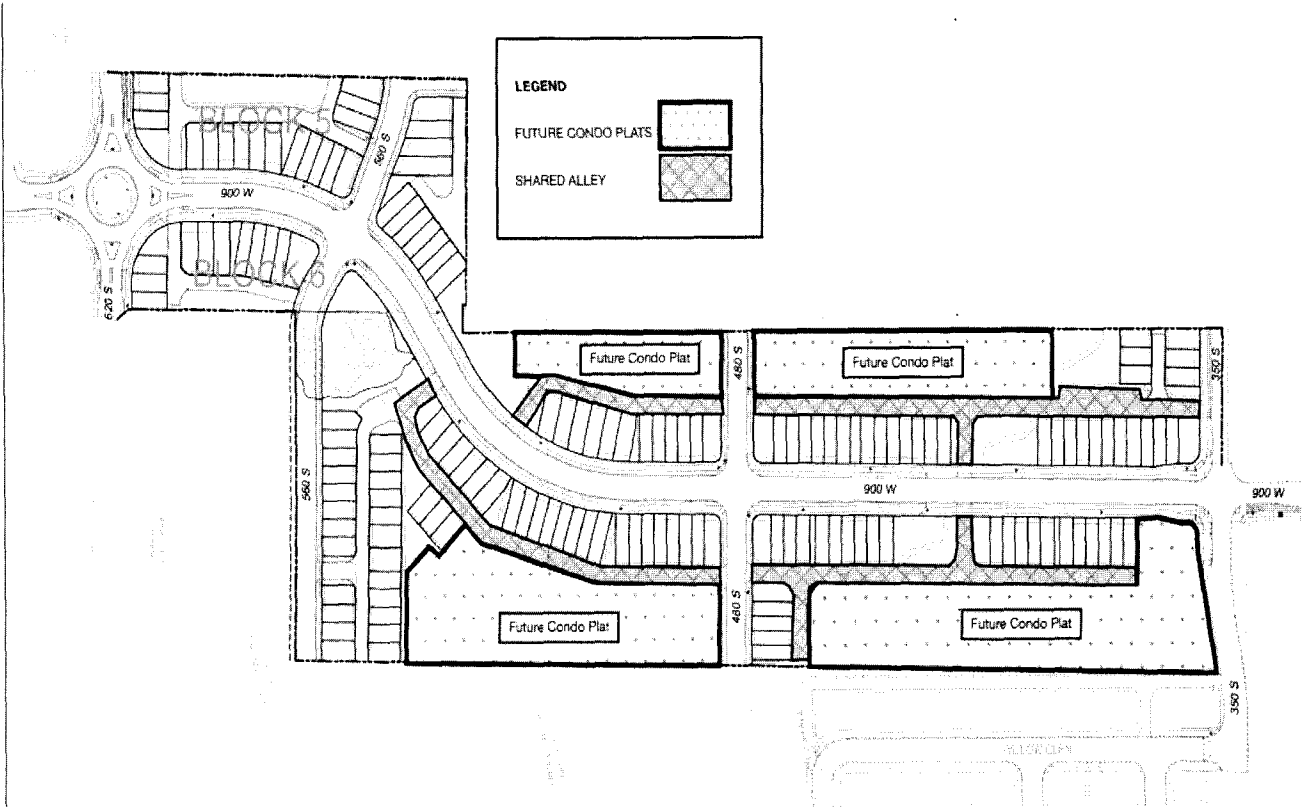 LEGEND
FUTURE CONDO PLATS
SHARED ALLEY
BLOCK 5
560 S
900 W
BLOCK 6
620 S
Future Condo Plat
480 S
Future Condo Plat
350 S
560 S
900 W
900 W
Future Condo Plat
480 S
Future Condo Plat
350 S